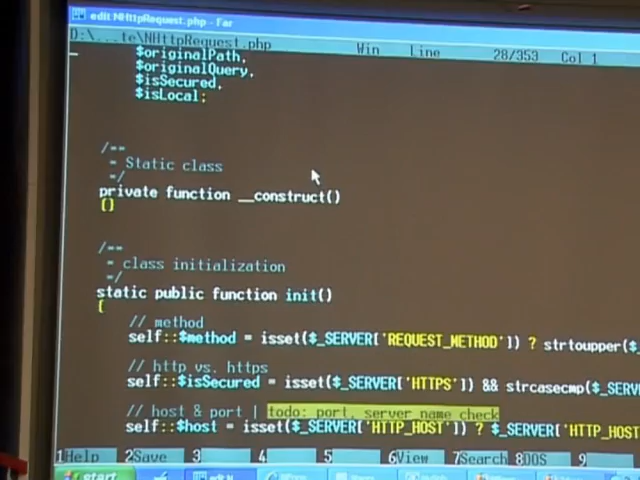 edit NHttpRequest.php - Far
D:\...te\NHttpRequest.php Win Line 28/353 Col 1
$originalPath,
$originalQuery,
$isSecured,
$isLocal;
/--
- Static class
-/
private function __construct()
{}
/--
- class initialization
-/
static public function init()
{
// method
self::$method = isset($_SERVER['REQUEST_METHOD']) ? strtoupper($_
// http vs. https
self::$isSecured = isset($_SERVER['HTTPS']) && strcasecmp($_SERV
// host & port | todo: port, server name check
self::$host = isset($_SERVER['HTTP_HOST']) ? $_SERVER['HTTP_HOST
1Help 2Save 3 4 5 6View 7Search 8DOS 9
start edit N